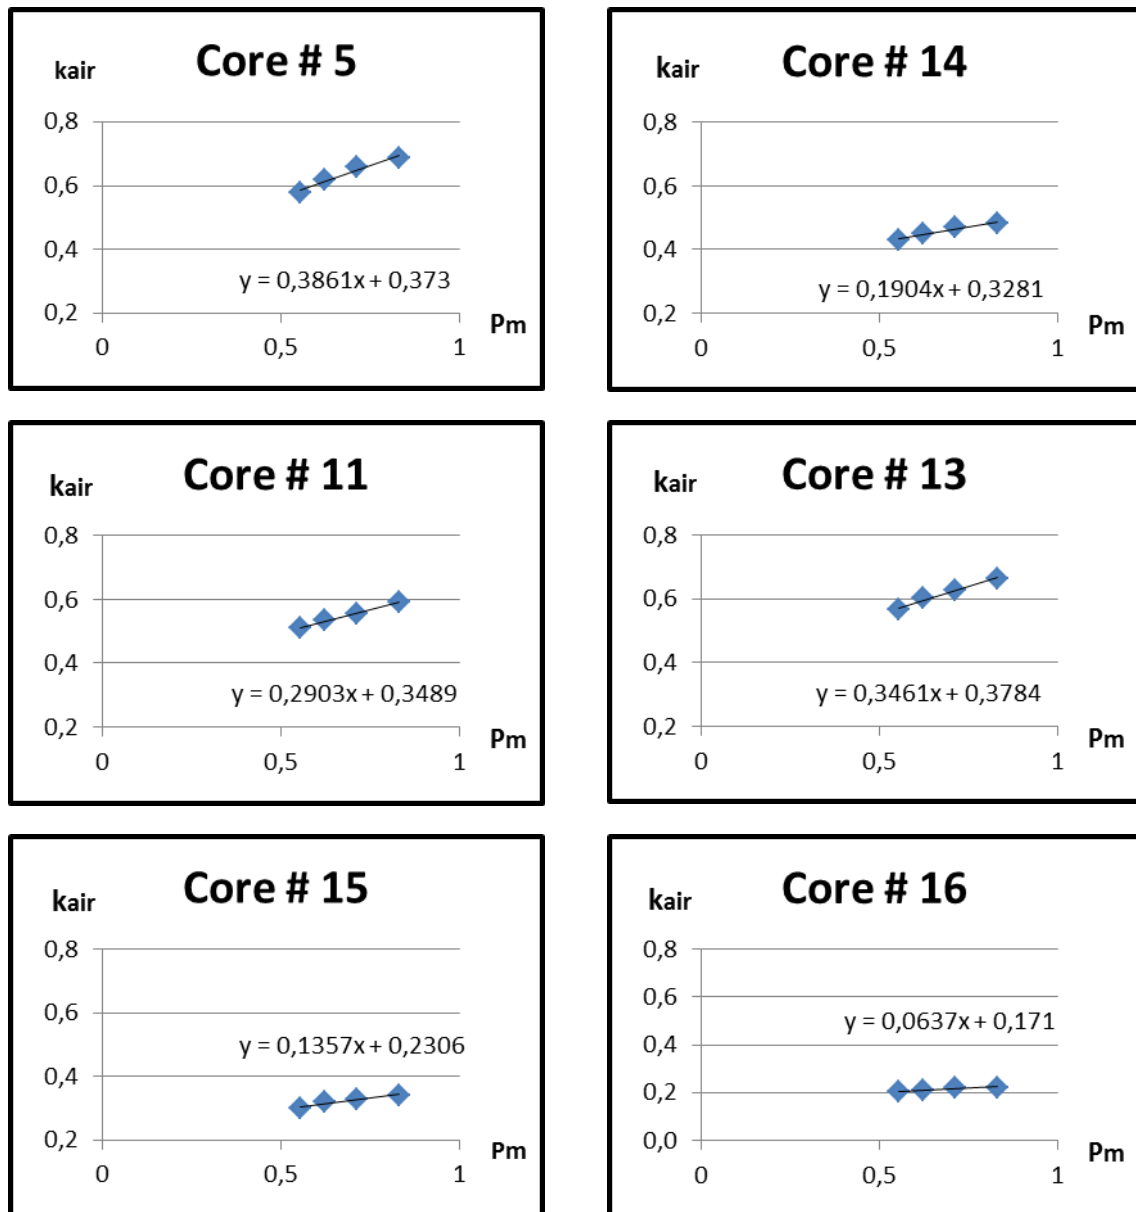 Core # 5
kair
0,8
0,6
0,4
y = 0,3861x + 0,373
0,2
Pm
0 0,5 1
Core # 14
kair
0,8
0,6
0,4
y = 0,1904x + 0,3281
0,2
Pm
0 0,5 1
Core # 11
kair
0,8
0,6
0,4
y = 0,2903x + 0,3489
0,2
Pm
0 0,5 1
Core # 13
kair
0,8
0,6
0,4
y = 0,3461x + 0,3784
0,2
Pm
0 0,5 1
Core # 15
kair
0,8
0,6
y = 0,1357x + 0,2306
0,4
0,2
Pm
0 0,5 1
Core # 16
kair
0,8
0,6
y = 0,0637x + 0,171
0,4
0,2
0,0
Pm
0 0,5 1